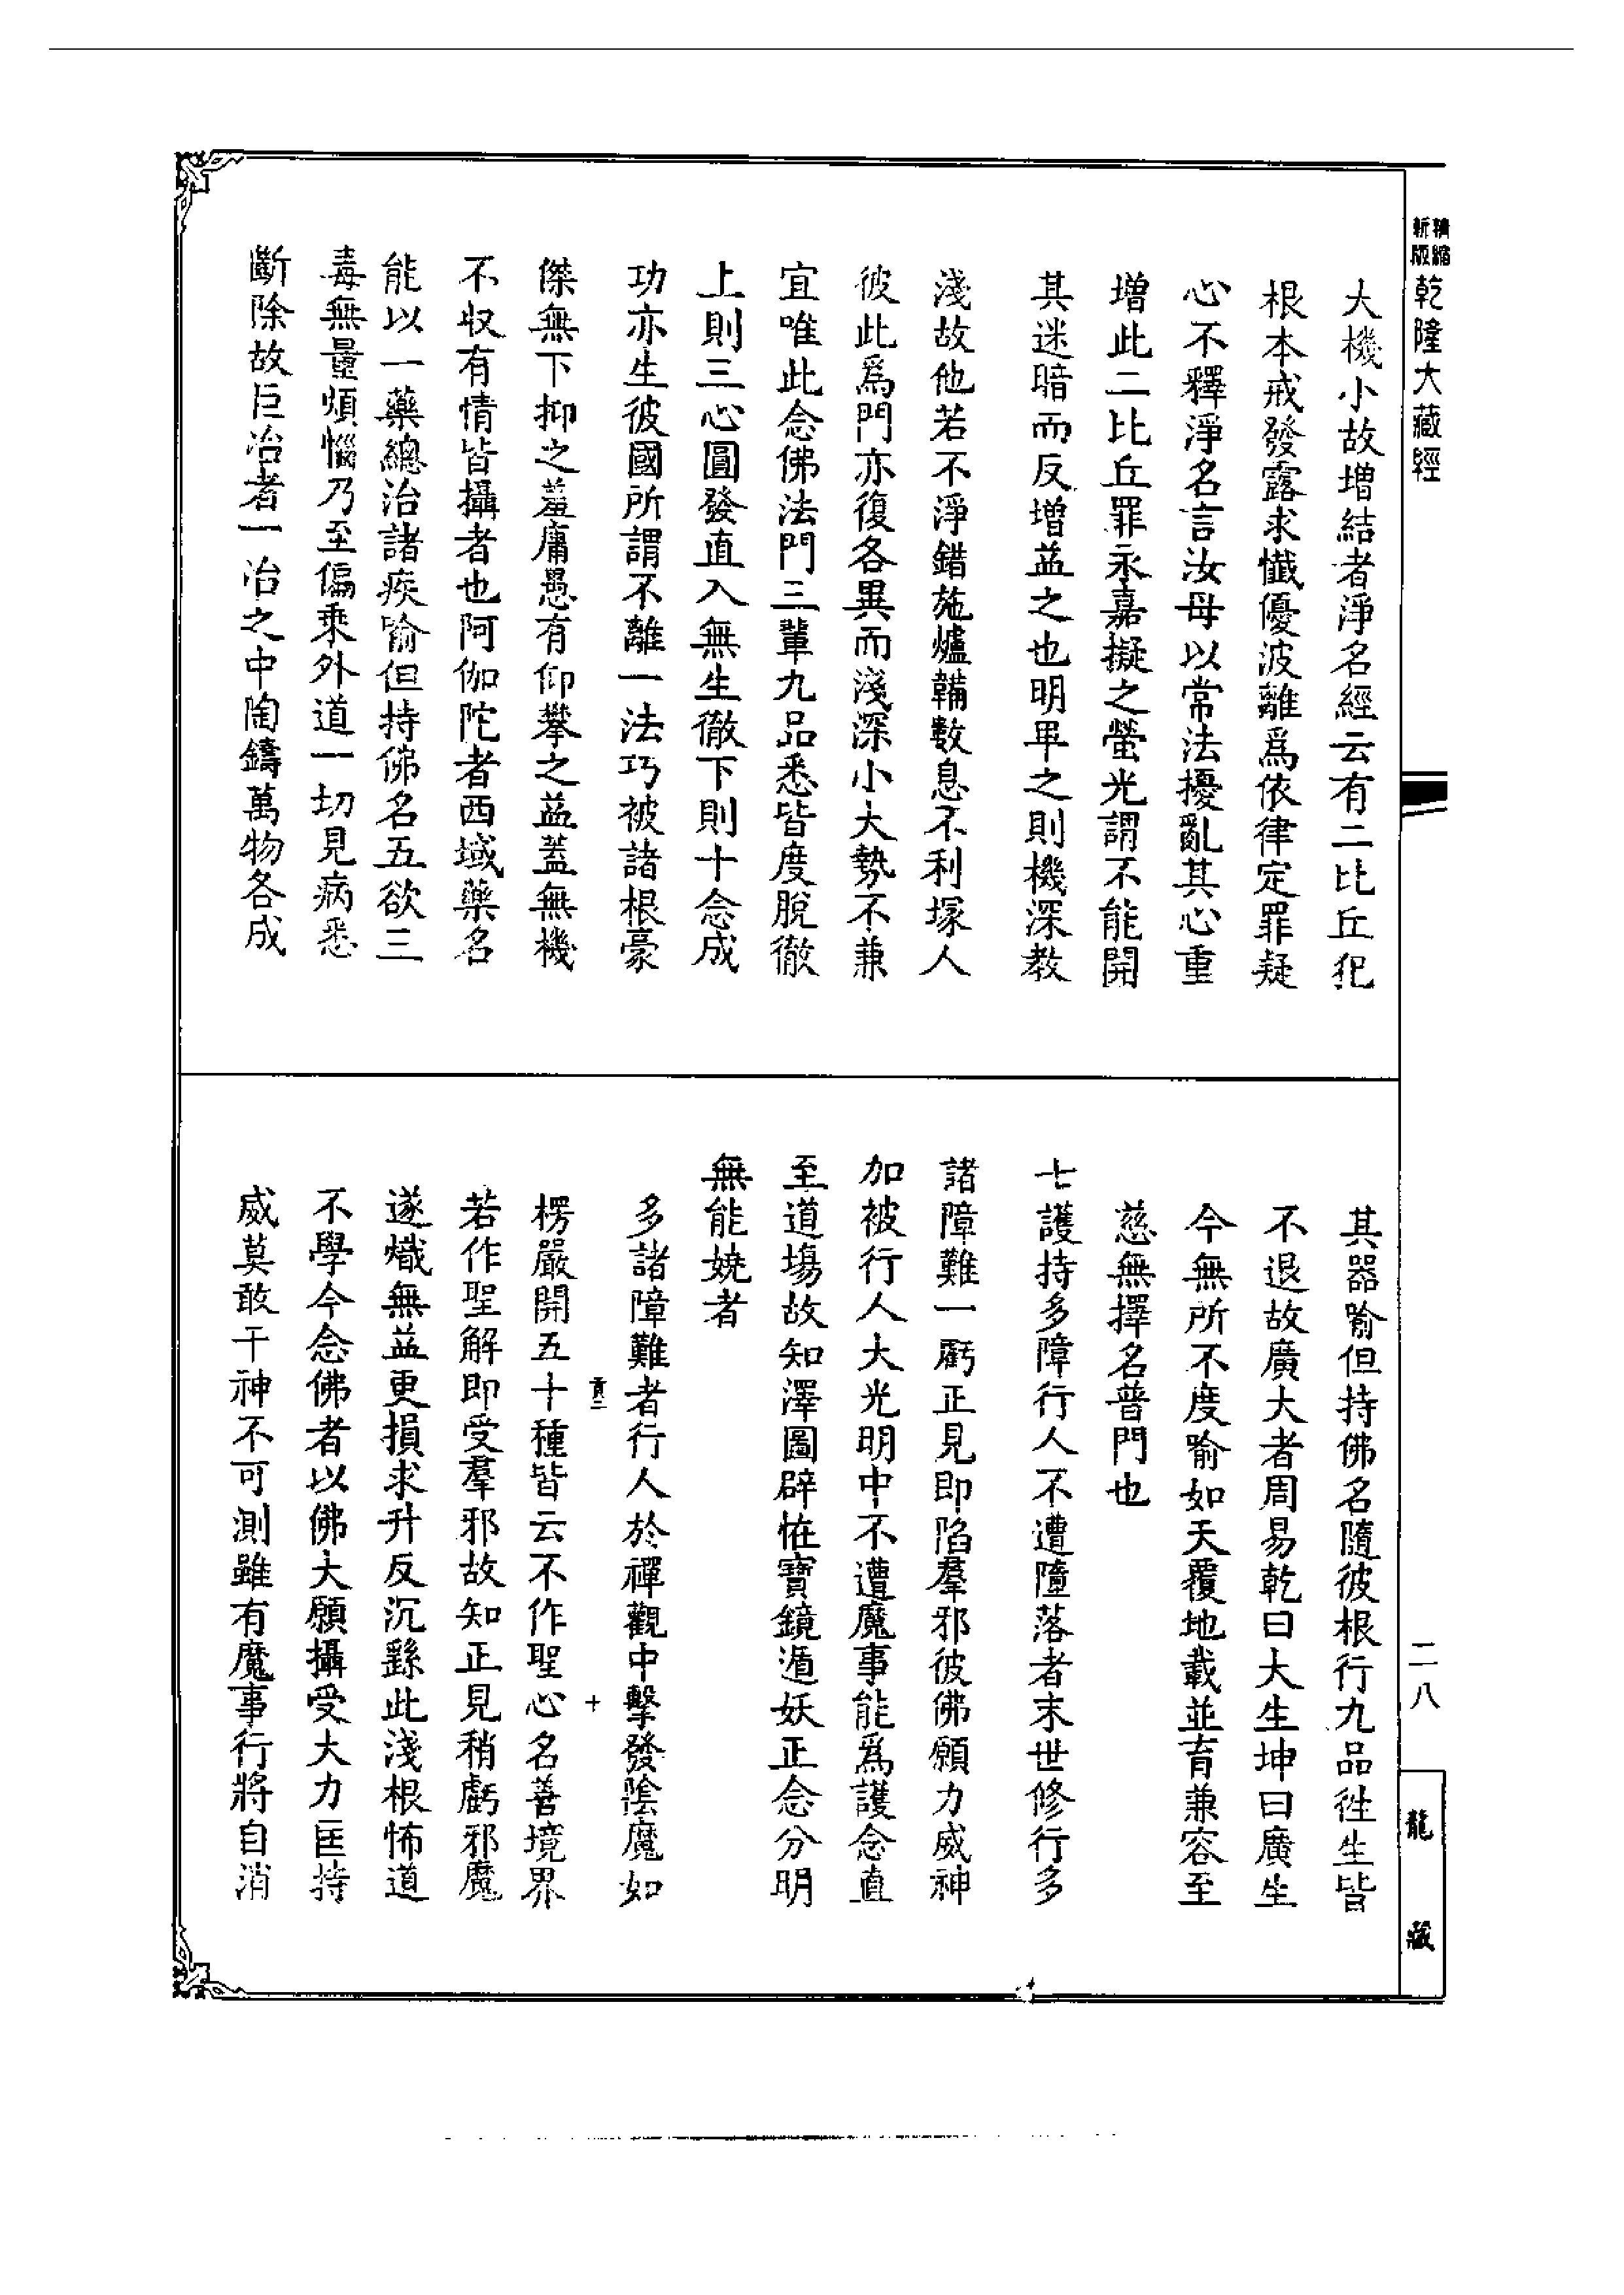 精縮新版
乾隆大藏經
大機小故增結者淨名經云有二比丘犯
根本戒發露求懺優波離爲依律定罪疑
心不釋淨名言汝毋以常法擾亂其心重
增此二比丘罪永嘉擬之螢光謂不能開
其迷暗而反增益之也明卑之則機深教
淺故他若不淨錯施爐韛數息不利塚人
彼此爲門亦復各異而淺深小大勢不兼
宜唯此念佛法門三輩九品悉皆度脫徹
上則三心圓發直入無生徹下則十念成
功亦生彼國所謂不離一法巧被諸根豪
傑無下抑之羞庸愚有仰攀之益蓋無機
不収有情皆攝者也阿伽陀者西域藥名
能以一藥總治諸疾喻但持佛名五欲三
毒無量煩惱乃至偏乘外道一切見病悉
斷除故巨冶者一冶之中陶鑄萬物各成
其器喻但持佛名隨彼根行九品徃生皆
不退故廣大者周易乾曰大生坤曰廣生
今無所不度喻如天覆地載並育兼容至
慈無擇名普門也
七護持多障行人不遭墮落者末世修行多
諸障難一虧正見即陷羣邪彼佛願力威神
加被行人大光明中不遭魔事能爲護念直
至道塲故知澤圖辟恠寶鏡遁妖正念分明
無能嬈者
多諸障難者行人於禪觀中擊發陰魔如
楞嚴開五十種皆云不作聖心名善境界
若作聖解即受羣邪故知正見稍虧邪魔
遂熾無益更損求升反沉繇此淺根怖道
不學今念佛者以佛大願攝受大力匡持
威莫敢干神不可測雖有魔事行將自消
貢二
十
二八
龍藏